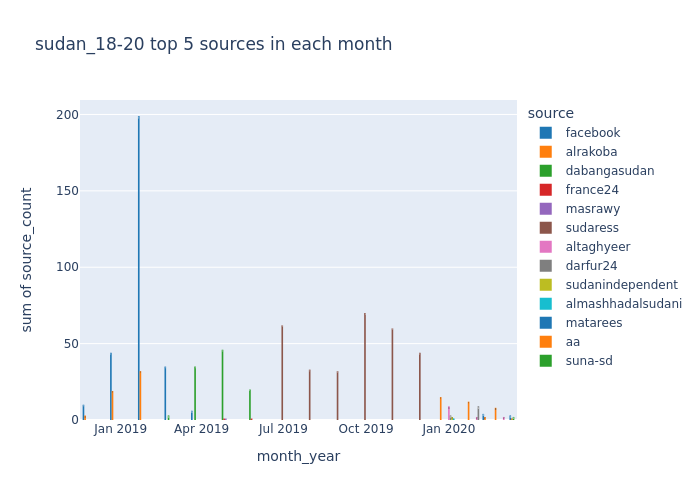 sudan_18-20 top 5 sources in each month
sum of source_count
200
150
100
50
0
Jan 2019
Apr 2019
Jul 2019
Oct 2019
Jan 2020
month_year
source
facebook
alrakoba
dabangasudan
france24
masrawy
sudaress
altaghyeer
darfur24
sudanindependent
almashhadalsudani
matarees
aa
suna-sd